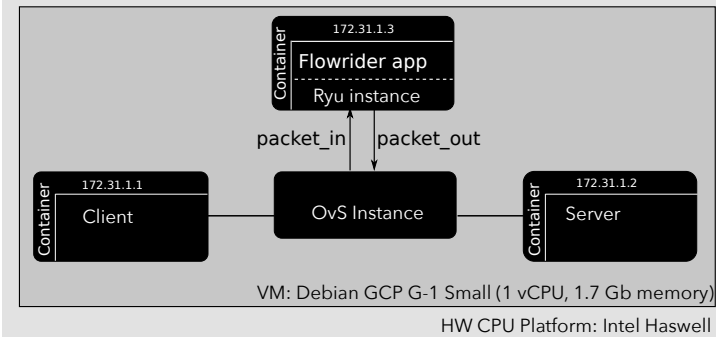 172.31.1.3
Container
Flowrider app
Ryu instance
packet_in
packet_out
172.31.1.1
Container
Client
OvS Instance
172.31.1.2
Container
Server
VM: Debian GCP G-1 Small (1 vCPU, 1.7 Gb memory)
HW CPU Platform: Intel Haswell